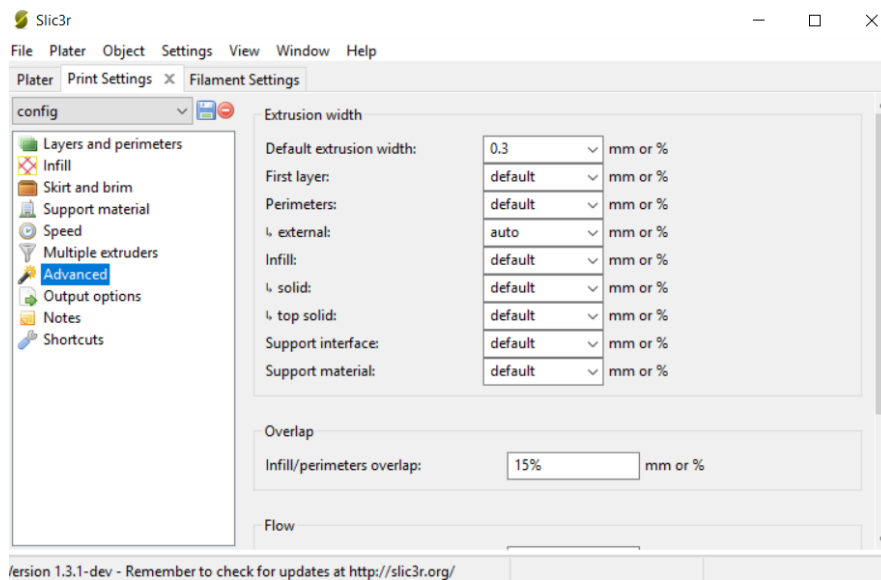 Slic3r
File Plater Object Settings View Window Help
Plater Print Settings Filament Settings
config
Layers and perimeters
Infill
Skirt and brim
Support material
Speed
Multiple extruders
Advanced
Output options
Notes
Shortcuts
Extrusion width
Default extrusion width: 0.3 mm or %
First layer: default mm or %
Perimeters: default mm or %
↳ external: auto mm or %
Infill: default mm or %
↳ solid: default mm or %
↳ top solid: default mm or %
Support interface: default mm or %
Support material: default mm or %
Overlap
Infill/perimeters overlap: 15% mm or %
Flow
Version 1.3.1-dev - Remember to check for updates at http://slic3r.org/